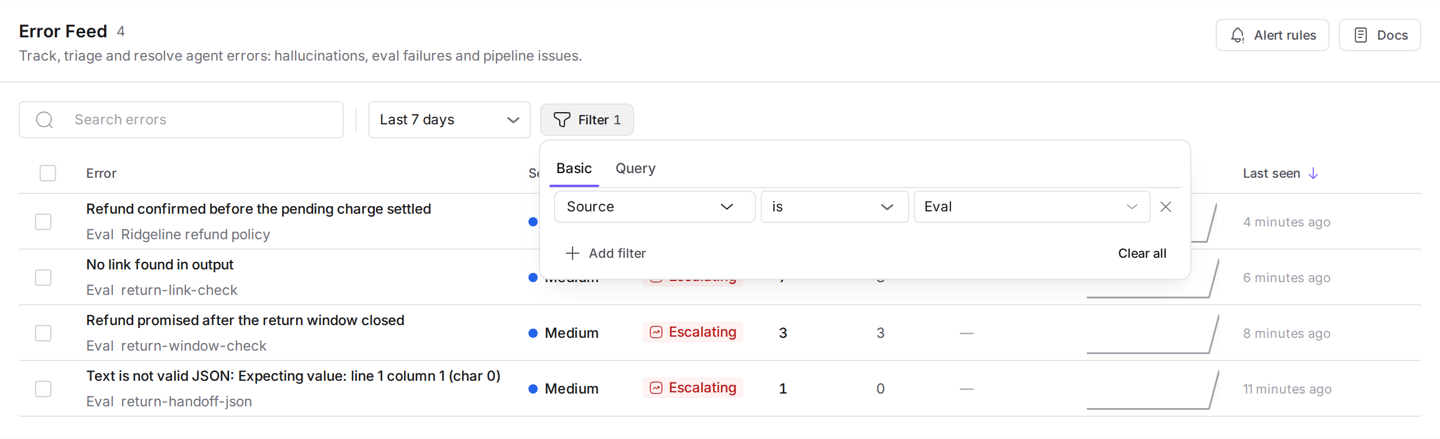 Error Feed 4
Alert rules
Docs
Track, triage and resolve agent errors: hallucinations, eval failures and pipeline issues.
Search errors
Last 7 days
Filter 1
Basic Query
Error
Last seen
Source is Eval
Refund confirmed before the pending charge settled
4 minutes ago
Eval Ridgeline refund policy
Add filter Clear all
No link found in output
Medium Escalating
6 minutes ago
Eval return-link-check
Refund promised after the return window closed
Medium Escalating 3 3 — 8 minutes ago
Eval return-window-check
Text is not valid JSON: Expecting value: line 1 column 1 (char 0)
Medium Escalating 1 0 — 11 minutes ago
Eval return-handoff-json